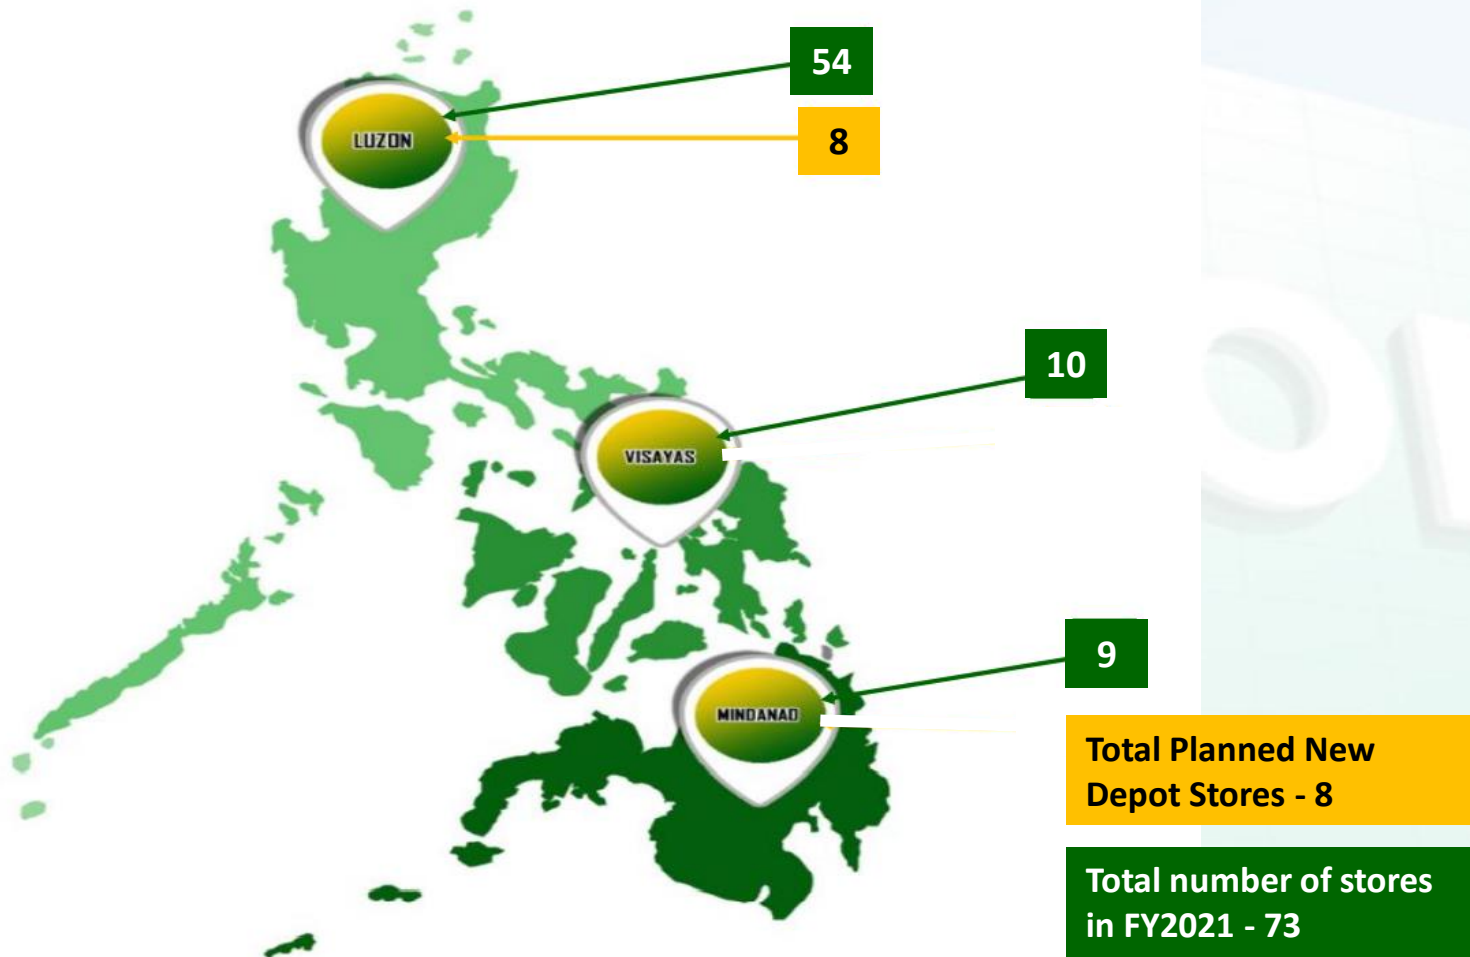 54
8
LUZON
10
VISAYAS
9
MINDANAO
Total Planned New
Depot Stores - 8
Total number of stores
in FY2021 - 73